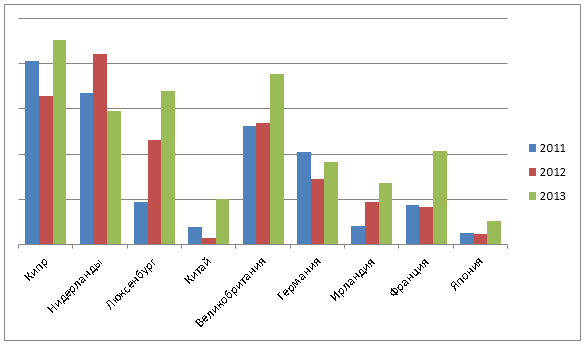 2011
2012
2013
Кипр
Нидерланды
Люксенбург
Китай
Великобритания
Германия
Ирландия
Франция
Япония